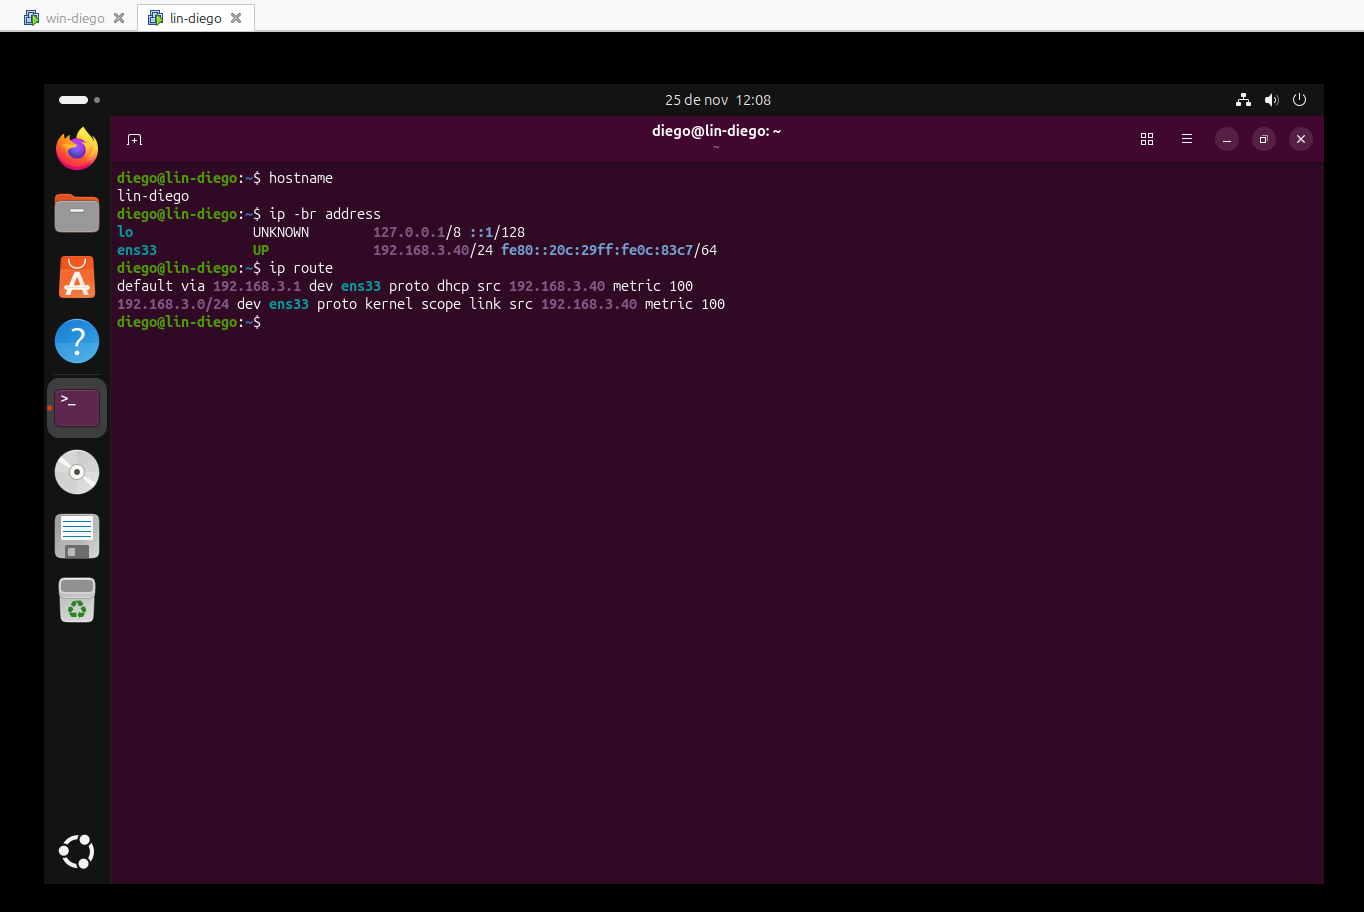 win-diego
lin-diego
25 de nov 12:08
diego@lin-diego: ~
~
diego@lin-diego:~$ hostname
lin-diego
diego@lin-diego:~$ ip -br address
lo UNKNOWN 127.0.0.1/8 ::1/128
ens33 UP 192.168.3.40/24 fe80::20c:29ff:fe0c:83c7/64
diego@lin-diego:~$ ip route
default via 192.168.3.1 dev ens33 proto dhcp src 192.168.3.40 metric 100
192.168.3.0/24 dev ens33 proto kernel scope link src 192.168.3.40 metric 100
diego@lin-diego:~$